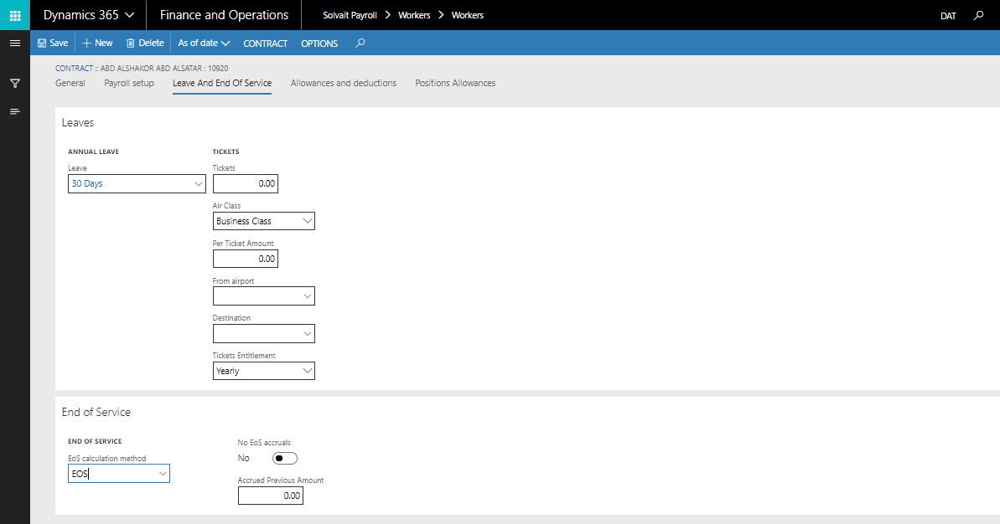 Dynamics 365 Finance and Operations Solvait Payroll Workers Workers DAT
Save New Delete As of date CONTRACT OPTIONS
CONTRACT :: ABD ALSHAKOR ABD ALSATAR : 10920
General Payroll setup Leave And End Of Service Allowances and deductions Positions Allowances
Leaves
ANNUAL LEAVE
Leave
30 Days
TICKETS
Tickets
0.00
Air Class
Business Class
Per Ticket Amount
0.00
From airport
Destination
Tickets Entitlement
Yearly
End of Service
END OF SERVICE
EoS calculation method
EOS
No EoS accruals
No
Accrued Previous Amount
0.00